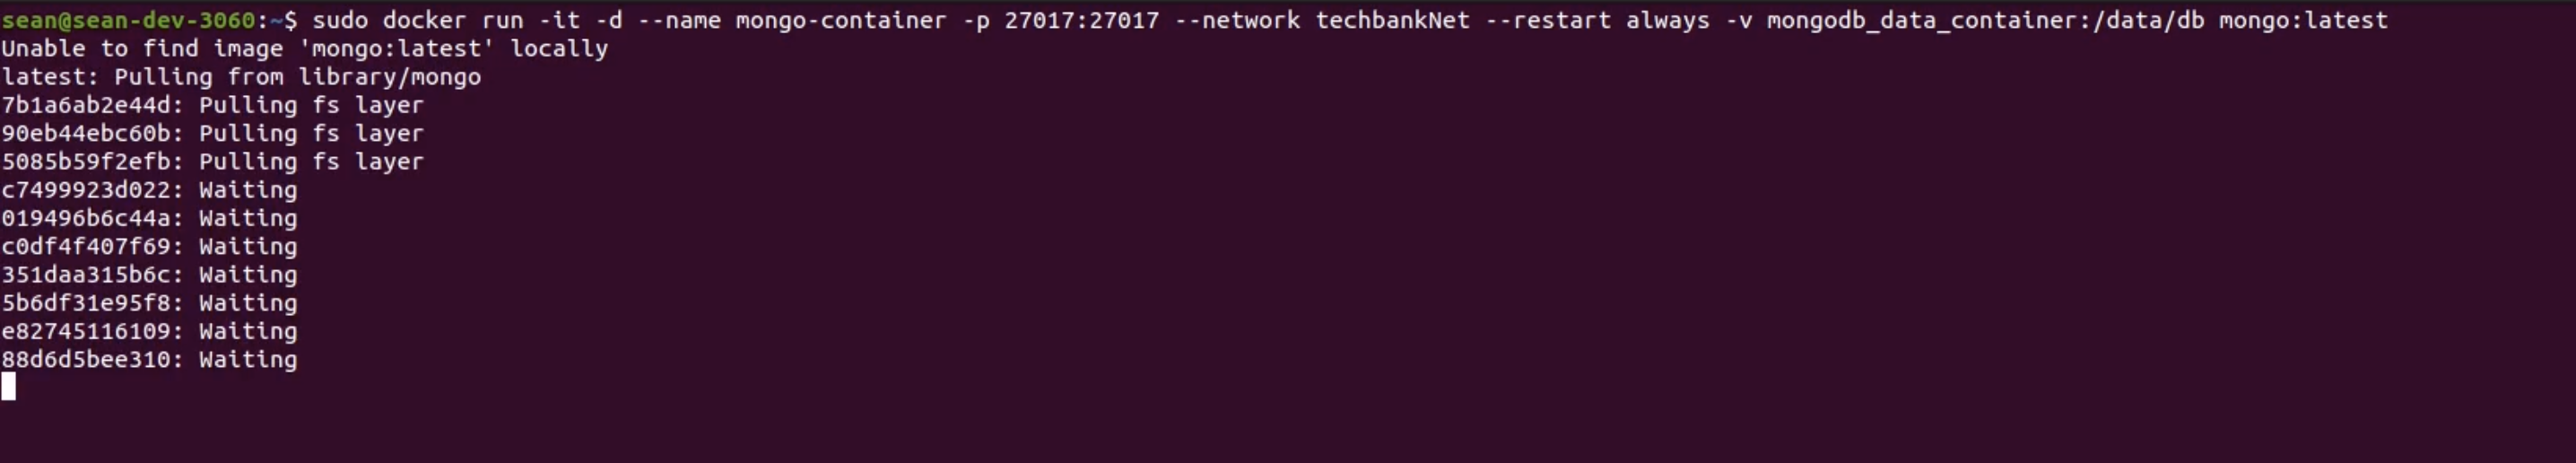 sean@sean-dev-3060:~$ sudo docker run -it -d --name mongo-container -p 27017:27017 --network techbankNet --restart always -v mongodb_data_container:/data/db mongo:latest
Unable to find image 'mongo:latest' locally
latest: Pulling from library/mongo
7b1a6ab2e44d: Pulling fs layer
90eb44ebc60b: Pulling fs layer
5085b59f2efb: Pulling fs layer
c7499923d022: Waiting
019496b6c44a: Waiting
c0df4f407f69: Waiting
351daa315b6c: Waiting
5b6df31e95f8: Waiting
e82745116109: Waiting
88d6d5bee310: Waiting